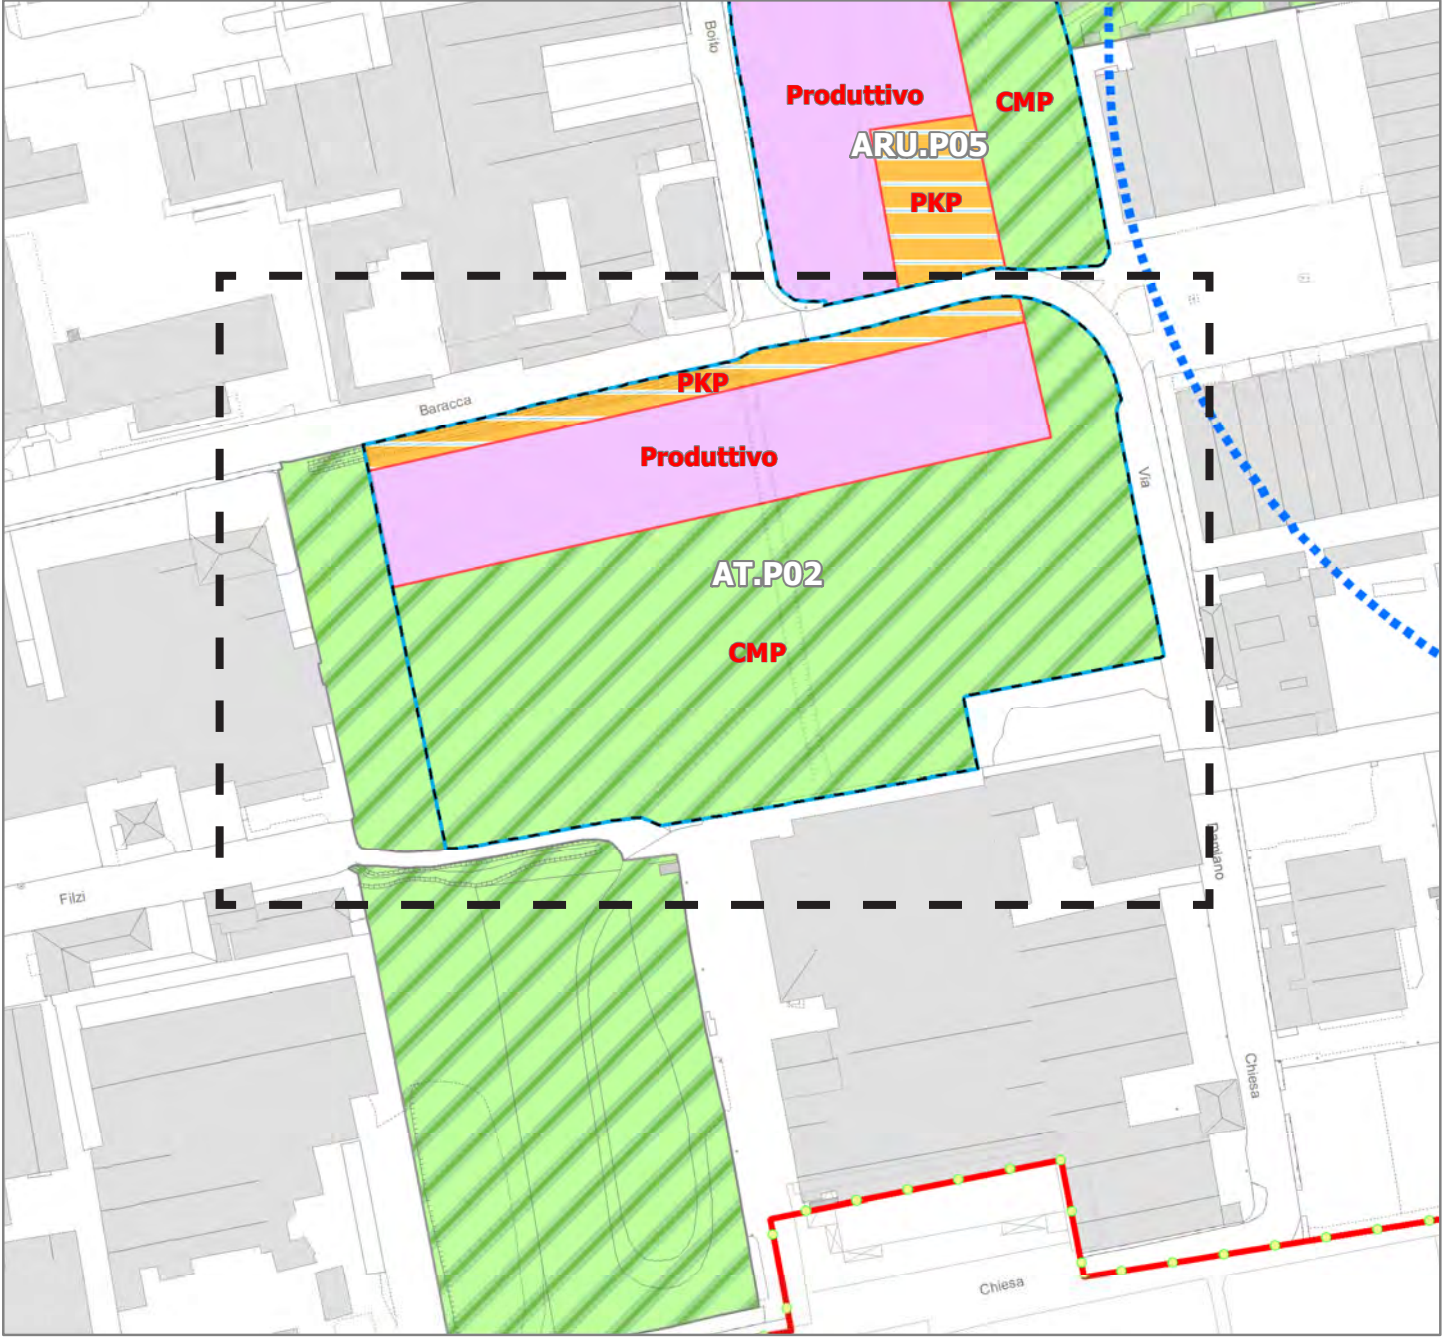 Boito
Produttivo
CMP
ARU.P05
PKP
PKP
Baracca
Produttivo
Via
AT.P02
CMP
Damiano
Filzi
Chiesa
Chiesa